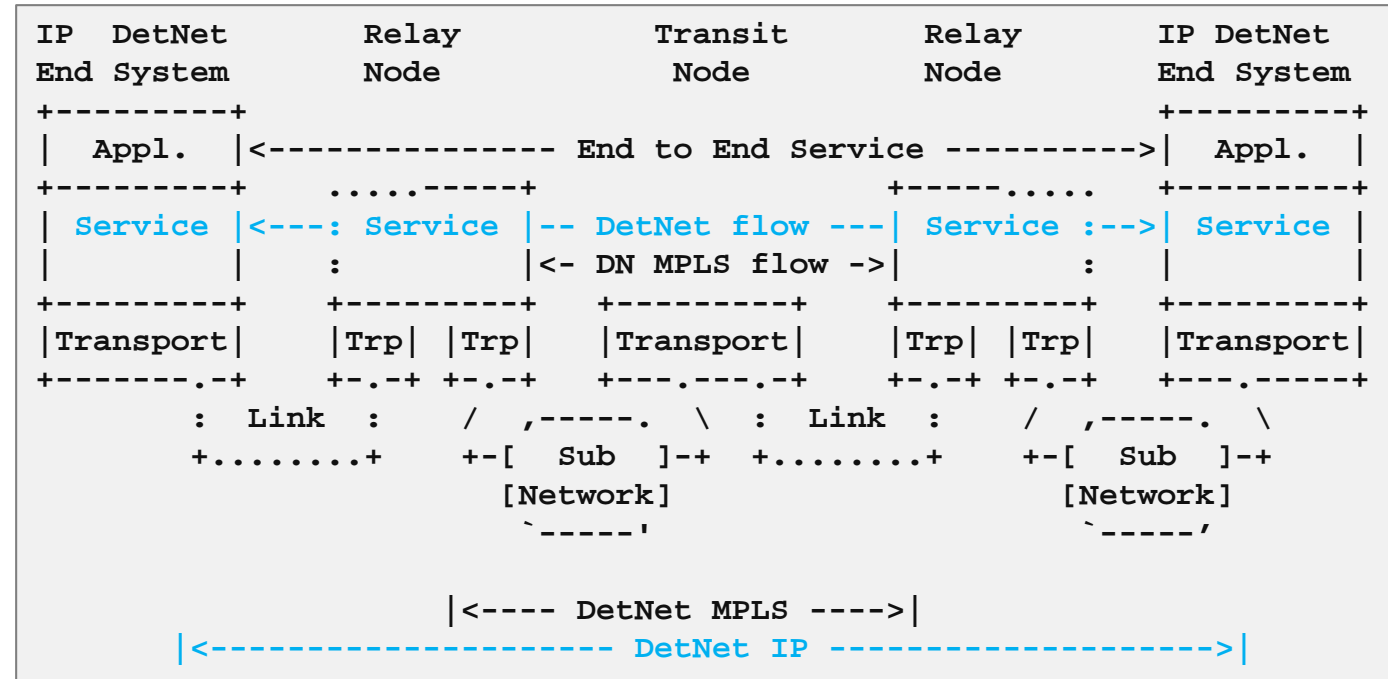 IP  DetNet       Relay          Transit       Relay       IP DetNet
End System       Node            Node         Node        End System
+---------+                                               +---------+
|  Appl.  |<--------------- End to End Service ---------->|  Appl.  |
+---------+    .....-----+                 +-----.....    +---------+
| Service |<---: Service |-- DetNet flow ---| Service :-->| Service |
|         |    :         |<- DN MPLS flow ->|         :   |         |
+---------+    +---------+   +---------+    +---------+   +---------+
|Transport|    |Trp| |Trp|   |Transport|    |Trp| |Trp|   |Transport|
+-------.-+    +-.-+ +-.-+   +---.---.-+    +-.-+ +-.-+   +---.-----+
:  Link  :    /  ,-----.  \  :  Link  :    /  ,-----.  \
+........+    +-[  Sub  ]-+  +........+    +-[  Sub  ]-+
[Network]                  [Network]
`-----'                    `-----’
|<---- DetNet MPLS ---->|
|<-------------------- DetNet IP ------------------->|